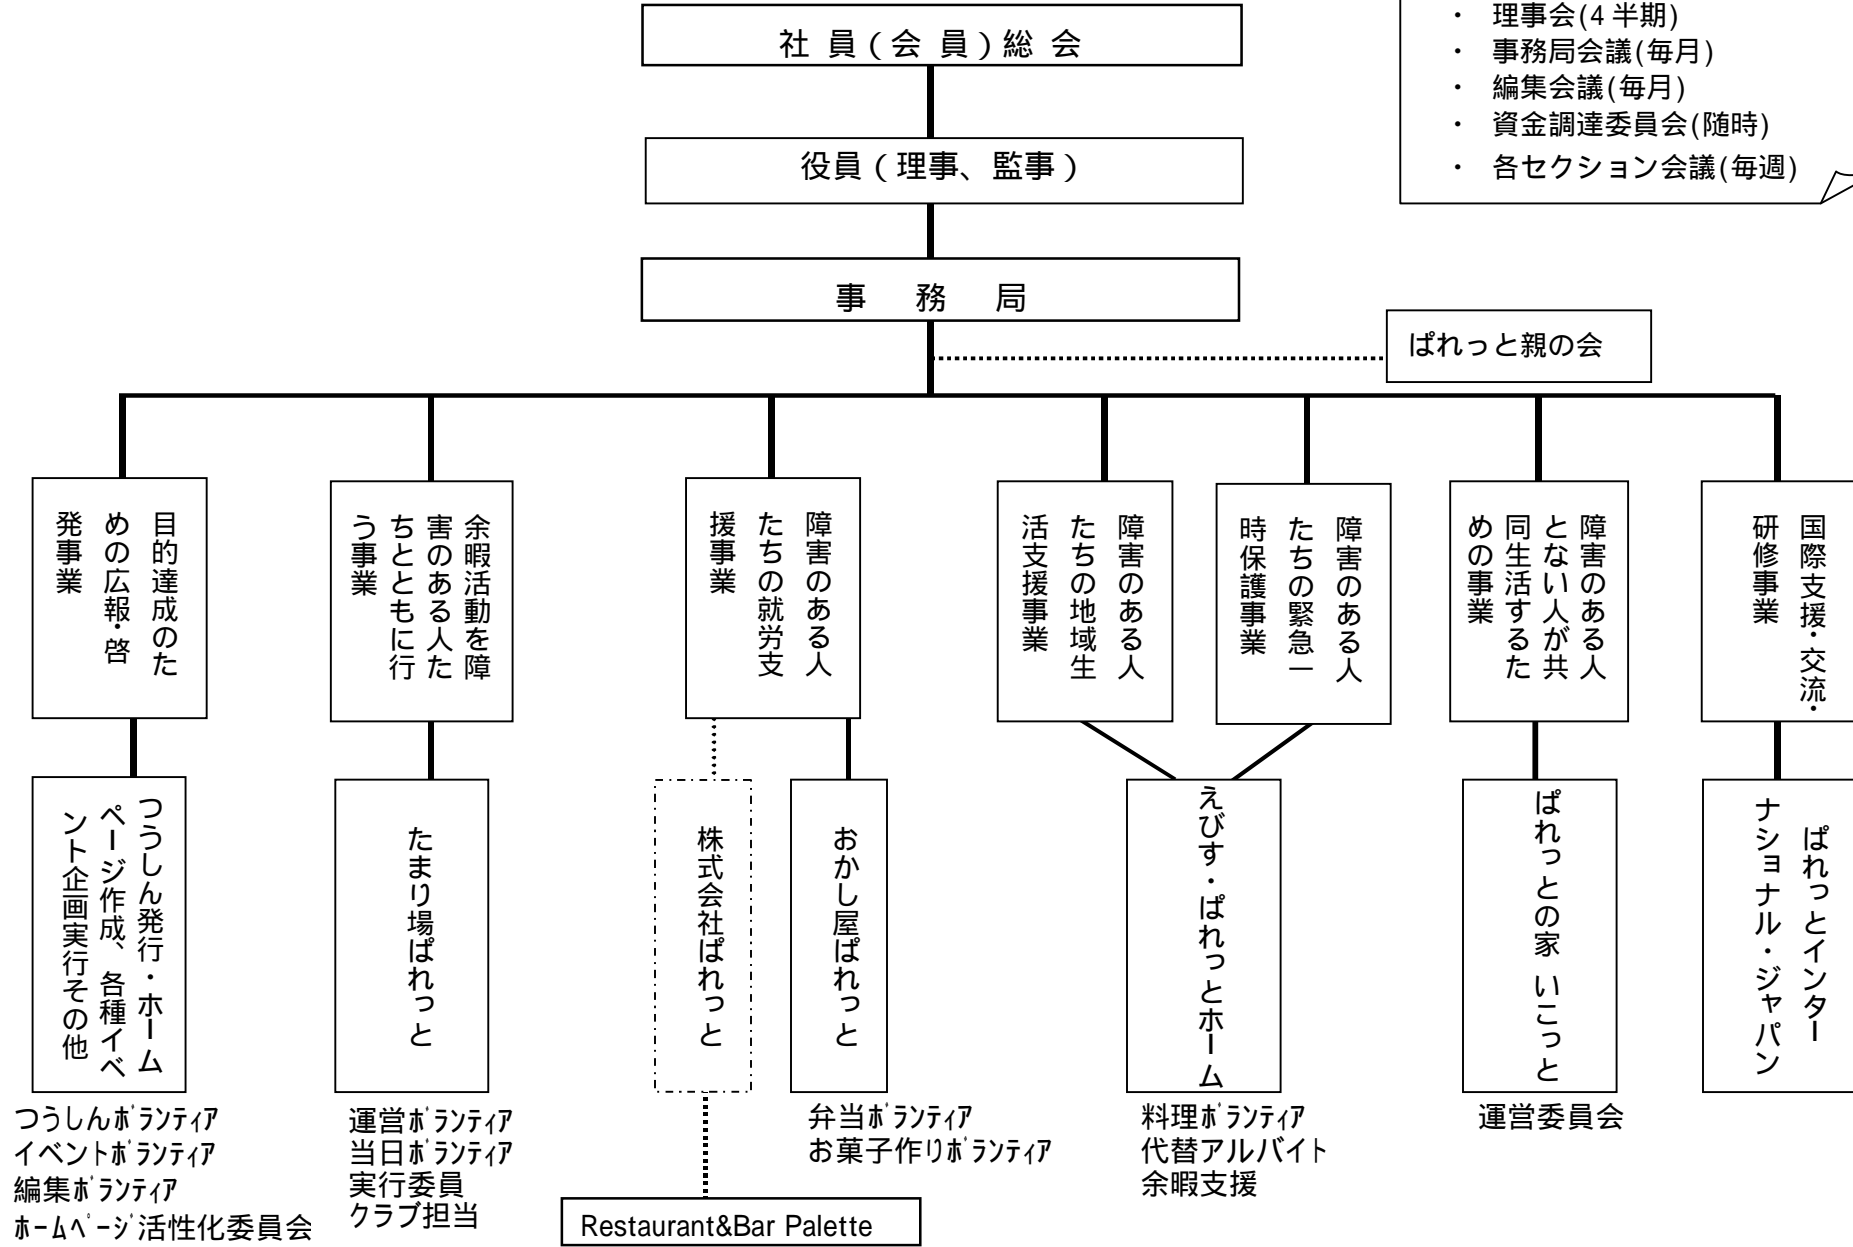 社 員(会 員)総 会
・ 理事会(4半期)
・ 事務局会議(毎月)
・ 編集会議(毎月)
・ 資金調達委員会(随時)
・ 各セクション会議(毎週)
役員(理事、監事)
事 務 局
ぱれっと親の会
目的達成のた
めの広報・啓
発事業
余暇活動を障
害のある人た
ちとともに行
う事業
障害のある人
たちの就労支
援事業
障害のある人
たちの地域生
活支援事業
障害のある人
たちの緊急一
時保護事業
障害のある人
とない人が共
同生活するた
めの事業
国際支援・交流・
研修事業
つうしん発行・ホーム
ページ作成、各種イベ
ント企画実行その他
たまり場ぱれっと
株式会社ぱれっと
おかし屋ぱれっと
えびす・ぱれっとホーム
ぱれっとの家 いこっと
ぱれっとインター
ナショナル・ジャパン
つうしんボランティア
イベントボランティア
編集ボランティア
ホームページ活性化委員会
運営ボランティア
当日ボランティア
実行委員
クラブ担当
弁当ボランティア
お菓子作りボランティア
料理ボランティア
代替アルバイト
余暇支援
運営委員会
Restaurant&Bar Palette